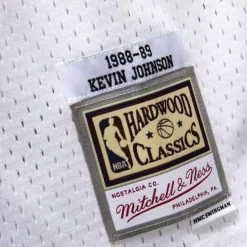 1988-89
KEVIN JOHNSON
HARDWOOD
NBA
CLASSICS
NOSTALGIA CO.
Mitchell & Ness
PHILADELPHIA, PA.